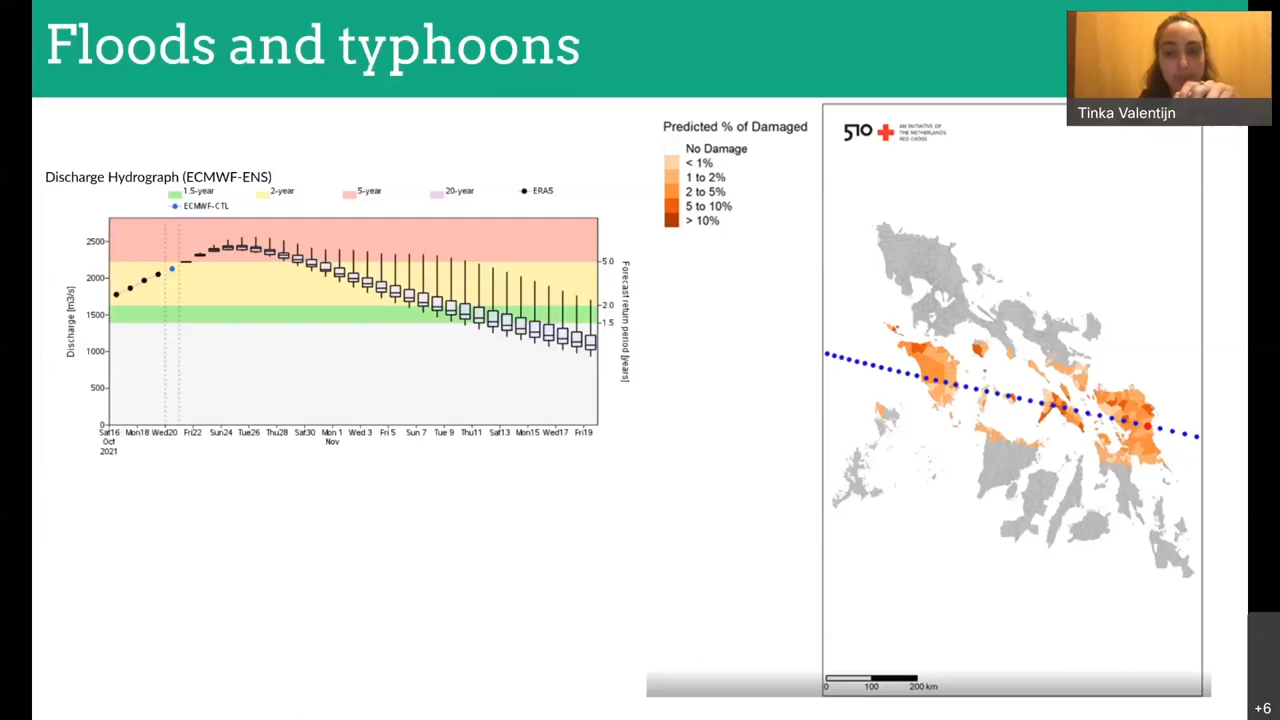 Floods and typhoons
Tinka Valentijn
Discharge Hydrograph (ECMWF-ENS)
1.5-year
2-year
5-year
20-year
ERA5
ECMWF-CTL
2500
2000
1500
1000
500
0
Discharge [m3/s]
5.0
2.0
1.5
Forecast return period [years]
Sat16 Mon18 Wed20 Fri22 Sun24 Tue26 Thu28 Sat30 Mon 1 Wed 3 Fri 5 Sun 7 Tue 9 Thu11 Sat13 Mon15 Wed17 Fri19
Oct Nov
2021
Predicted % of Damaged
No Damage
< 1%
1 to 2%
2 to 5%
5 to 10%
> 10%
510
AN INITIATIVE OF
THE NETHERLANDS
RED CROSS
0 100 200 km
+6